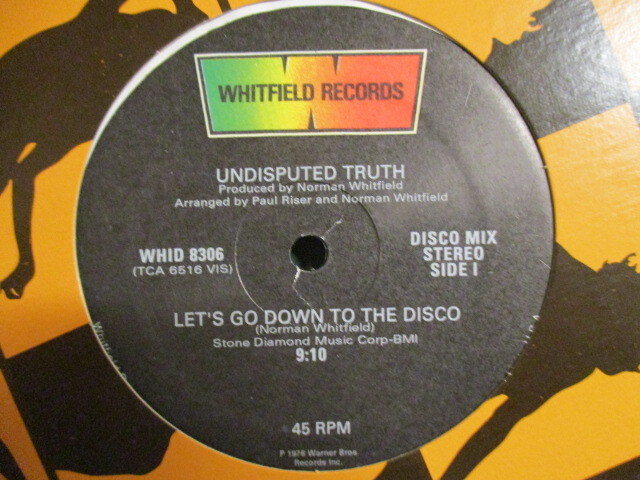 WHITFIELD RECORDS
UNDISPUTED TRUTH
Produced by Norman Whitfield
Arranged by Paul Riser and Norman Whitfield
WHID 8306
(TCA 6516 VIS)
DISCO MIX
STEREO
SIDE I
LET'S GO DOWN TO THE DISCO
(Norman Whitfield)
Stone Diamond Music Corp-BMI
9:10
45 RPM
P 1976 Warner Bros.
Records Inc.